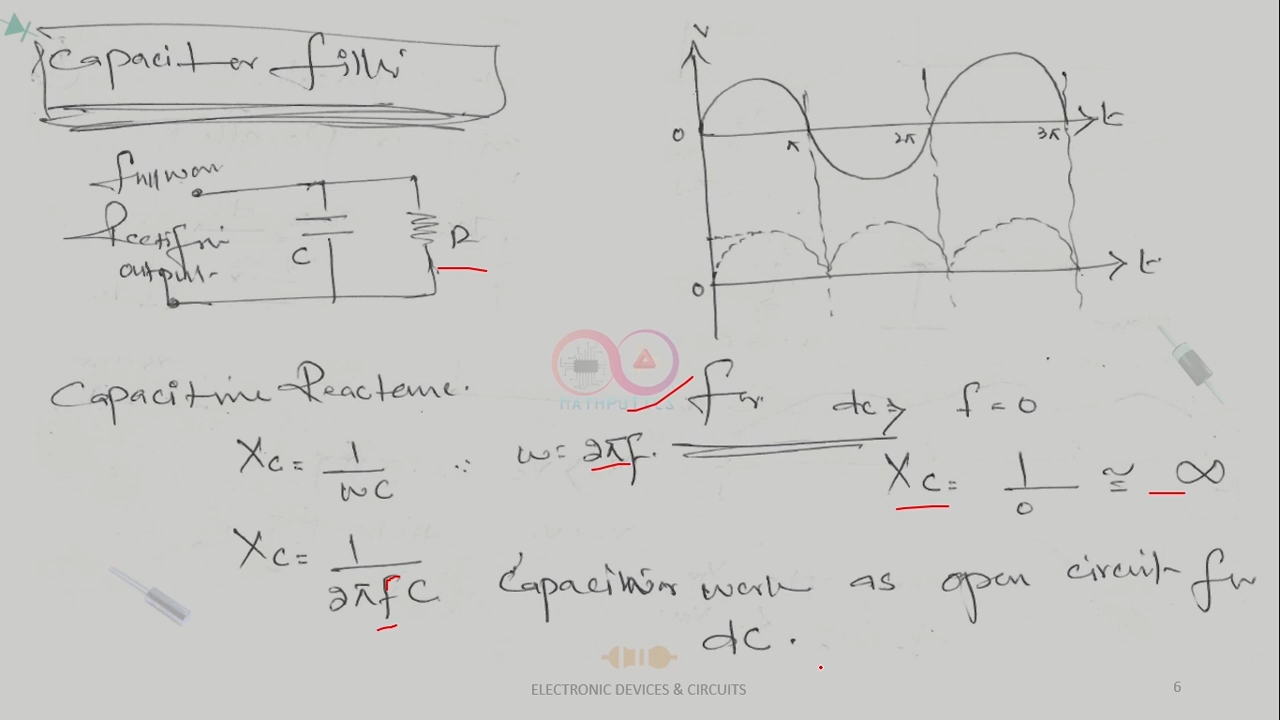 Capacitor filter
V
0
π
2π
3π
t
full wave
Rectifier
output
C
R
0
t
Capacitive Reactance.
Xc = 1/ωC ∵ ω = 2πf.
For dc ⇒ f = 0
Xc = 1/0 ≅ ∞
Xc = 1/2πfC
Capacitor work as open circuit for
dc.
MATHPUTTES
ELECTRONIC DEVICES & CIRCUITS
6